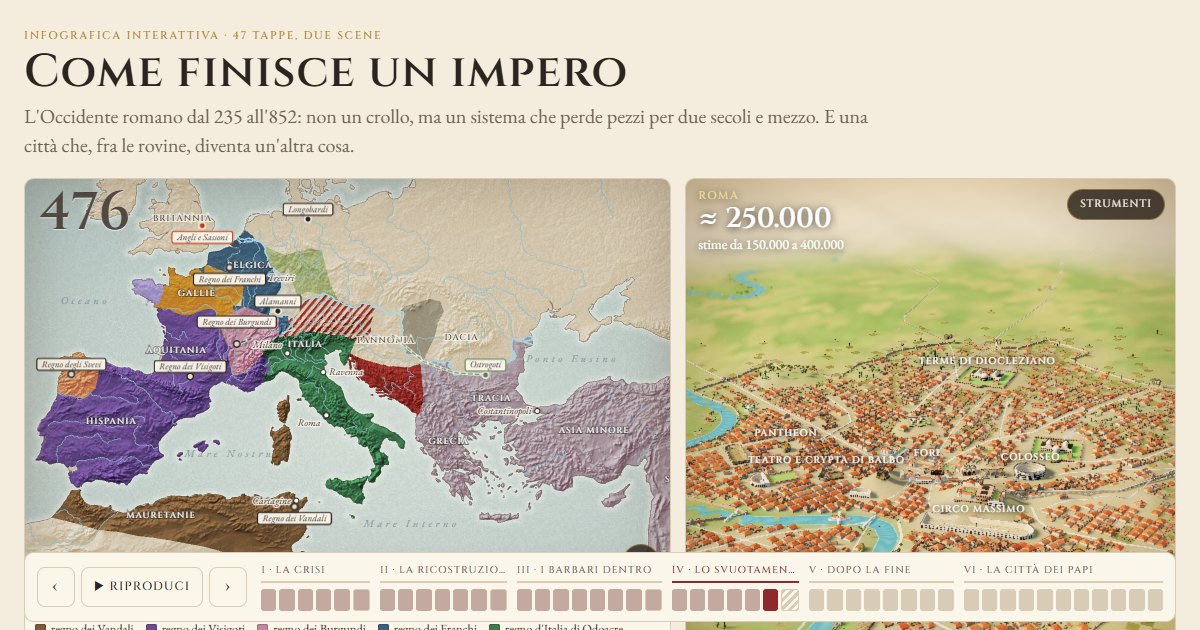 INFOGRAFICA INTERATTIVA · 47 TAPPE, DUE SCENE
COME FINISCE UN IMPERO
L'Occidente romano dal 235 all'852: non un crollo, ma un sistema che perde pezzi per due secoli e mezzo. E una
città che, fra le rovine, diventa un'altra cosa.
476
BRITANNIA
Angli e Sassoni
Longobardi
BELGICA
Regno dei Franchi
Treviri
GALLIE
Alamanni
Oceano
Regno dei Burgundi
Milano
ITALIA
PANNONIA
DACIA
AQUITANIA
Regno degli Svevi
Regno dei Visigoti
Ravenna
Ostrogoti
Ponto Eusino
TRACIA
Costantinopoli
HISPANIA
Roma
ASIA MINORE
GRECIA
Mare Nostru
Cartagine
Regno dei Vandali
MAURETANIE
Mare Interno
ROMA
≈ 250.000
stime da 150.000 a 400.000
STRUMENTI
TERME DI DIOCLEZIANO
PANTHEON
TEATRO E CRYPTA DI BALBO
FORI
COLOSSEO
CIRCO MASSIMO
‹
▶ RIPRODUCI
›
I · LA CRISI
II · LA RICOSTRUZIO…
III · I BARBARI DENTRO
IV · LO SVUOTAMEN…
V · DOPO LA FINE
VI · LA CITTÀ DEI PAPI
regno dei Vandali
regno dei Visigoti
regno dei Burgundi
regno dei Franchi
regno d'Italia di Odoacre